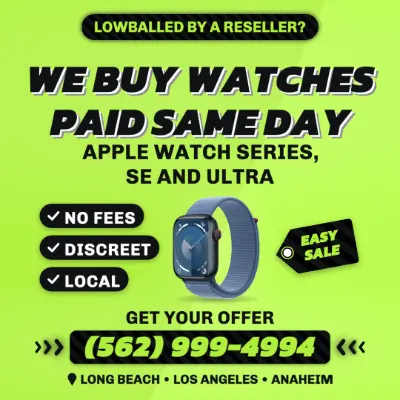 LOWBALLED BY A RESELLER?
WE BUY WATCHES
PAID SAME DAY
APPLE WATCH SERIES,
SE AND ULTRA
NO FEES
DISCREET
LOCAL
EASY
SALE
GET YOUR OFFER
(562) 999-4994
LONG BEACH • LOS ANGELES • ANAHEIM